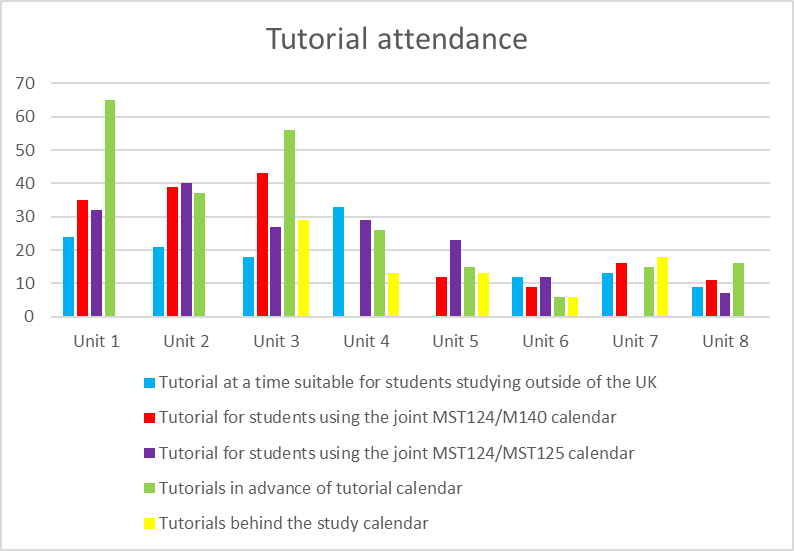 Tutorial attendance
70
60
50
40
30
20
10
0
Unit 1 Unit 2 Unit 3 Unit 4 Unit 5 Unit 6 Unit 7 Unit 8
Tutorial at a time suitable for students studying outside of the UK
Tutorial for students using the joint MST124/M140 calendar
Tutorial for students using the joint MST124/MST125 calendar
Tutorials in advance of tutorial calendar
Tutorials behind the study calendar